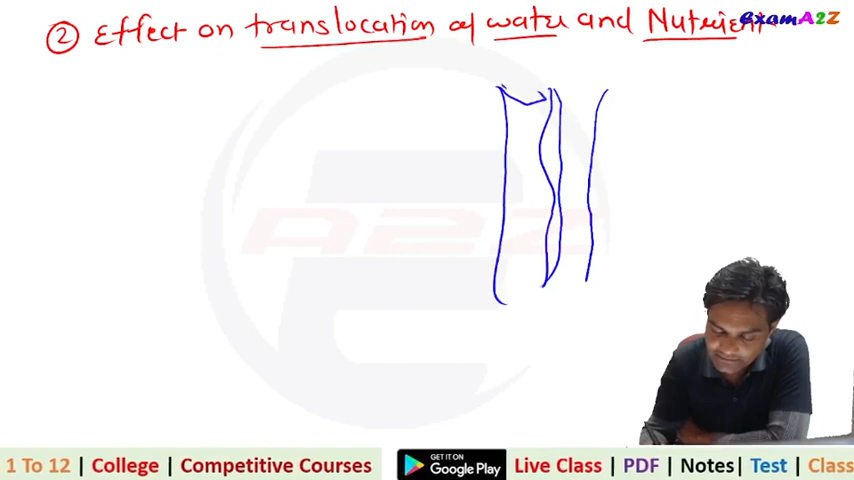 ② Effect on translocation of water and Nutrient
ExamA2Z
A2Z
1 To 12 | College | Competitive Courses
GET IT ON
Google Play
Live Class | PDF | Notes | Test | Class